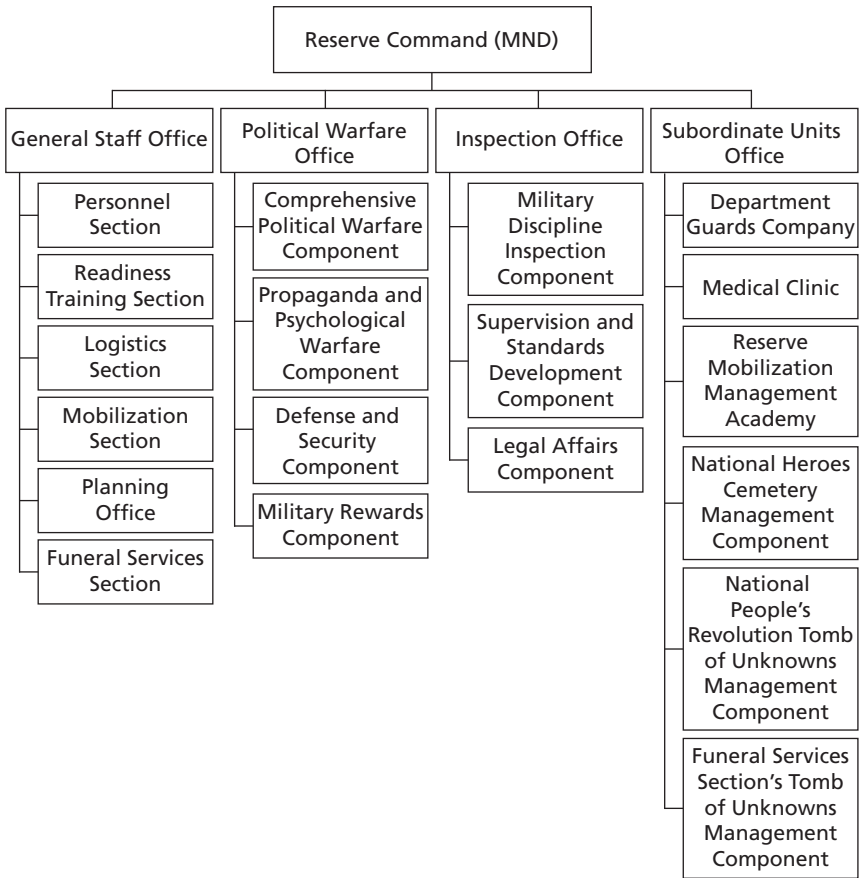 Reserve Command (MND)
General Staff Office
Personnel
Section
Readiness
Training Section
Logistics
Section
Mobilization
Section
Planning
Office
Funeral Services
Section
Political Warfare
Office
Comprehensive
Political Warfare
Component
Propaganda and
Psychological
Warfare
Component
Defense and
Security
Component
Military Rewards
Component
Inspection Office
Military
Discipline
Inspection
Component
Supervision and
Standards
Development
Component
Legal Affairs
Component
Subordinate Units
Office
Department
Guards Company
Medical Clinic
Reserve
Mobilization
Management
Academy
National Heroes
Cemetery
Management
Component
National
People’s
Revolution Tomb
of Unknowns
Management
Component
Funeral Services
Section’s Tomb
of Unknowns
Management
Component